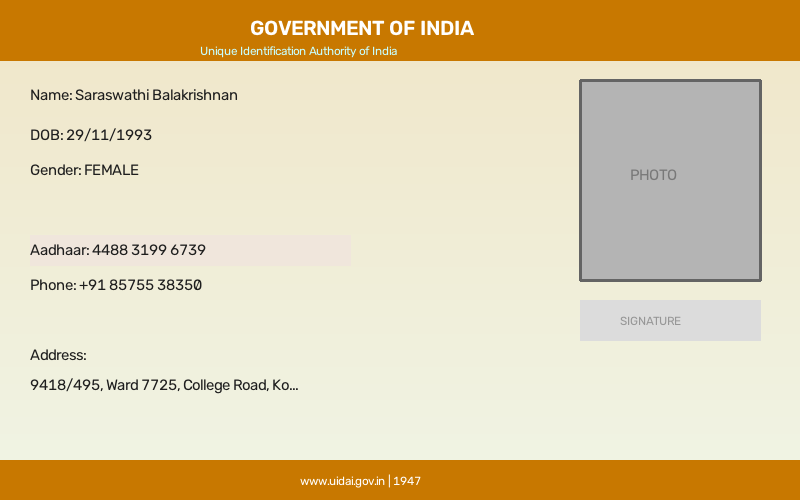 GOVERNMENT OF INDIA
Unique Identification Authority of India
Name: Saraswathi Balakrishnan
DOB: 29/11/1993
Gender: FEMALE
PHOTO
Aadhaar: 4488 3199 6739
Phone: +91 85755 38350
SIGNATURE
Address:
9418/495, Ward 7725, College Road, Ko...
www.uidai.gov.in | 1947